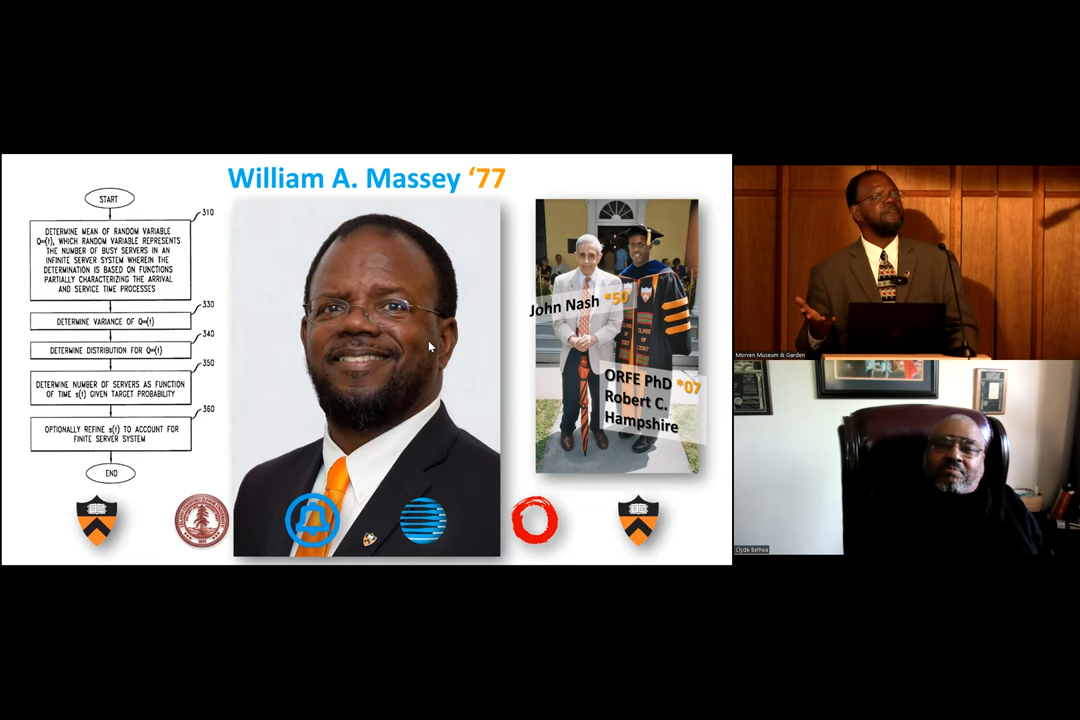 William A. Massey ‘77
START
310
DETERMINE MEAN OF RANDOM VARIABLE
Q∞(t), WHICH RANDOM VARIABLE REPRESENTS
THE NUMBER OF BUSY SERVERS IN AN
INFINITE SERVER SYSTEM WHEREIN THE
DETERMINATION IS BASED ON FUNCTIONS
PARTIALLY CHARACTERIZING THE ARRIVAL
AND SERVICE TIME PROCESSES
330
DETERMINE VARIANCE OF Q∞(t)
340
DETERMINE DISTRIBUTION FOR Q∞(t)
350
DETERMINE NUMBER OF SERVERS AS FUNCTION
OF TIME s(t) GIVEN TARGET PROBABILITY
360
OPTIONALLY REFINE s(t) TO ACCOUNT FOR
FINITE SERVER SYSTEM
END
John Nash *50
CLASS
OF
2007
ORFE PhD *07
Robert C.
Hampshire
Morven Museum & Garden
Clyde Bethea